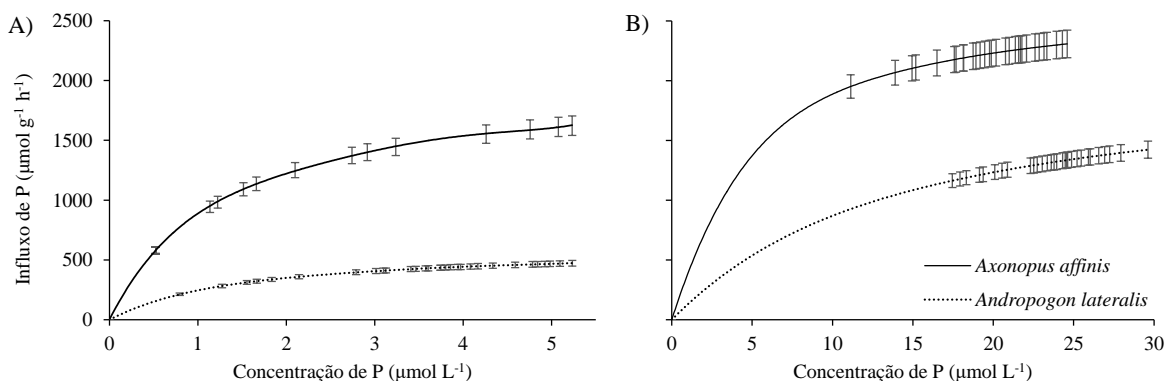 A)
B)
2500
2000
1500
1000
500
0
Influxo de P (µmol g⁻¹ h⁻¹)
0 1 2 3 4 5
Concentração de P (µmol L⁻¹)
Axonopus affinis
Andropogon lateralis
0 5 10 15 20 25 30
Concentração de P (µmol L⁻¹)